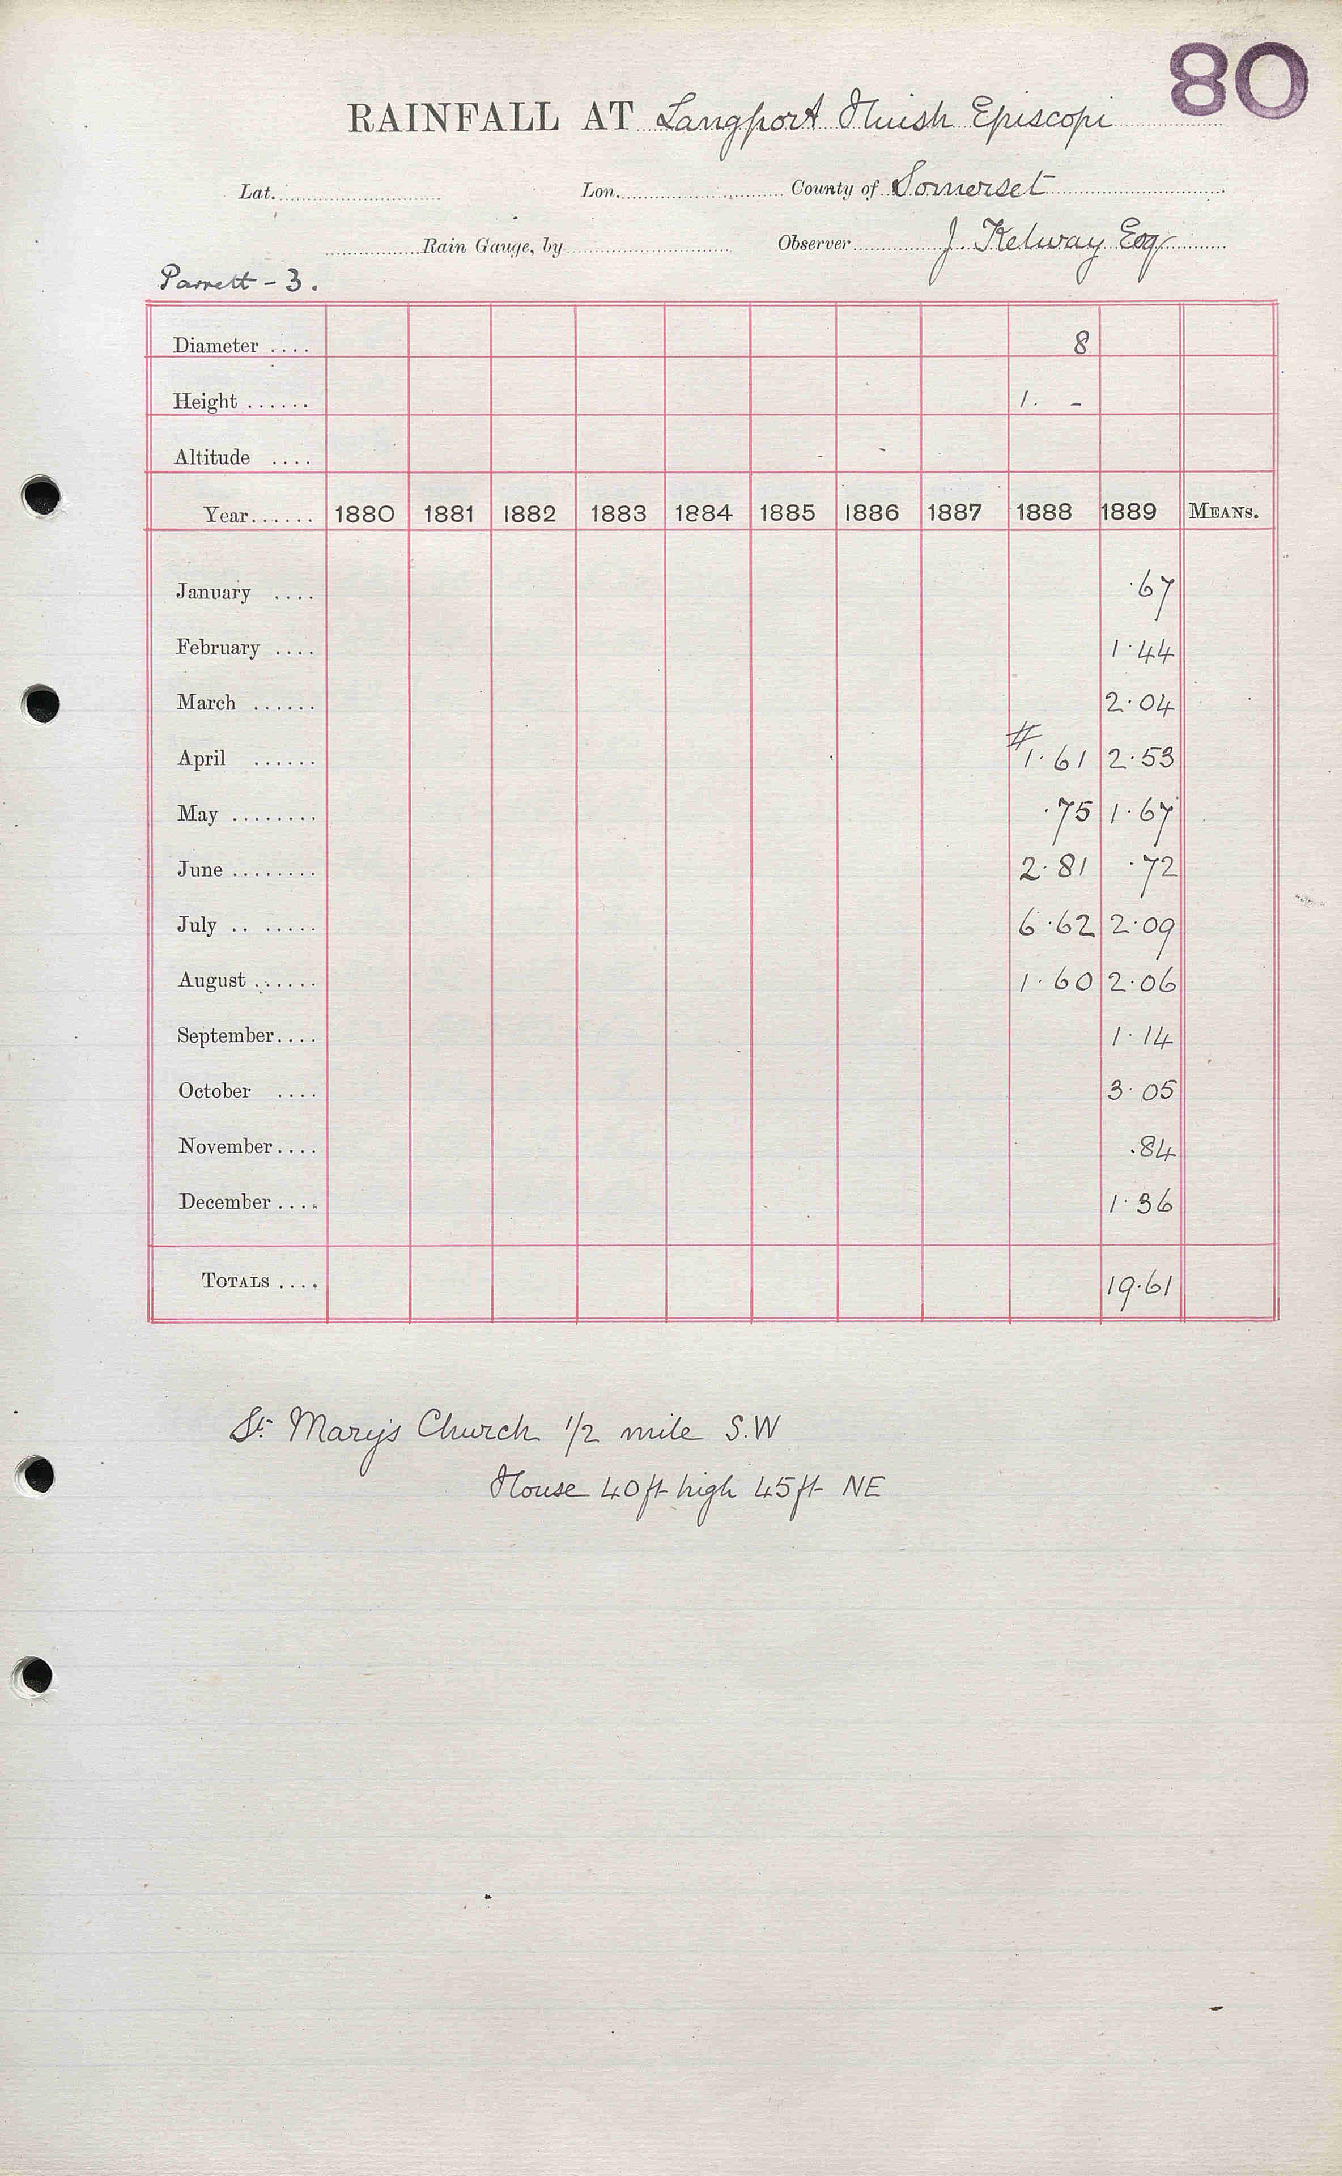 80
RAINFALL AT Langport Huish Episcopi
Lat. Lon. County of Somerset
Rain Gauge, by Observer J. Kelway Esq
Parrett - 3.
Diameter .... 8
Height ...... 1. -
Altitude ....
Year...... 1880 1881 1882 1883 1884 1885 1886 1887 1888 1889 MEANS.
January .... ·67
February .... 1·44
March ...... 2·04
April ...... #1·61 2·53
May ........ ·75 1·67
June ........ 2·81 ·72
July .. ...... 6·62 2·09
August ...... 1·60 2·06
September.... 1·14
October .... 3·05
November.... .84
December .... 1·36
TOTALS .... 19·61
St. Mary's Church 1/2 mile S.W
House 40ft high 45ft NE